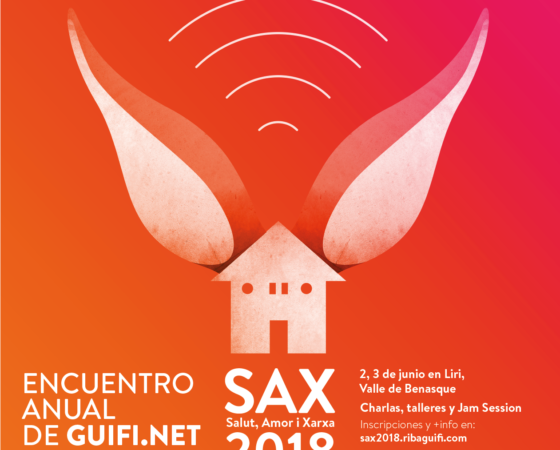 ENCUENTRO
ANUAL
DE GUIFI.NET
SAX
Salut, Amor i Xarxa
2018
2, 3 de junio en Liri,
Valle de Benasque
Charlas, talleres y Jam Session
Inscripciones y +info en:
sax2018.ribaguifi.com